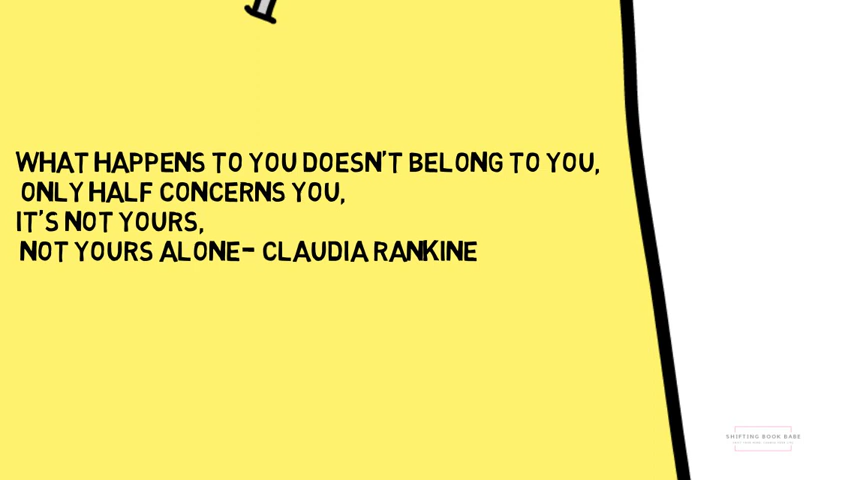 WHAT HAPPENS TO YOU DOESN'T BELONG TO YOU,
ONLY HALF CONCERNS YOU,
IT'S NOT YOURS,
NOT YOURS ALONE- CLAUDIA RANKINE
SHIFTING BOOK BABE